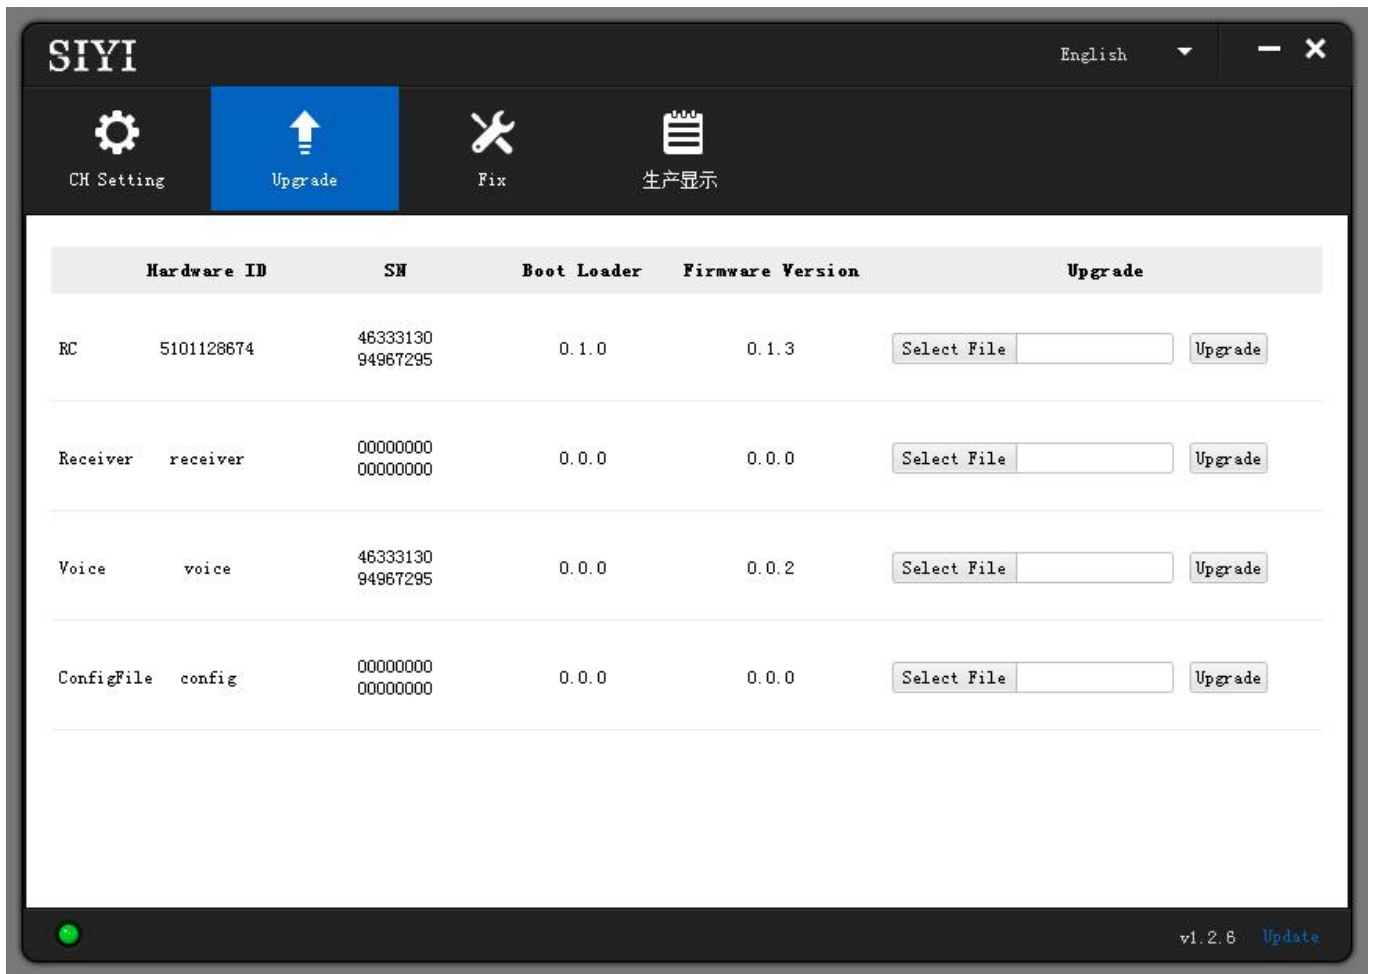 SIYI
English
CH Setting
Upgrade
Fix
生产显示
Hardware ID SN Boot Loader Firmware Version Upgrade
RC 5101128674 46333130 94967295 0.1.0 0.1.3 Select File Upgrade
Receiver receiver 00000000 00000000 0.0.0 0.0.0 Select File Upgrade
Voice voice 46333130 94967295 0.0.0 0.0.2 Select File Upgrade
ConfigFile config 00000000 00000000 0.0.0 0.0.0 Select File Upgrade
v1.2.6 Update